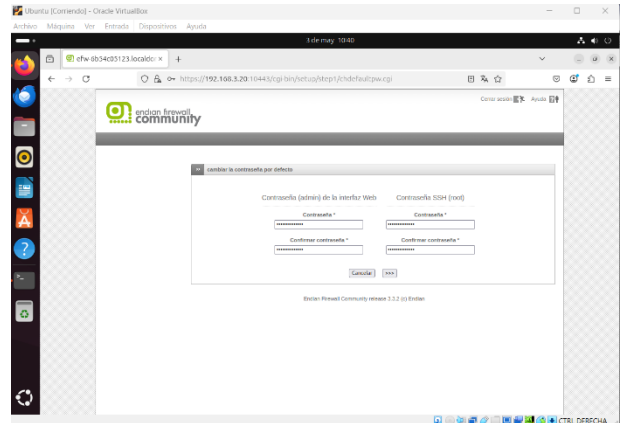 Ubuntu [Corriendo] - Oracle VirtualBox
Archivo Máquina Ver Entrada Dispositivos Ayuda
3 de may 10:40
efw-6b54c05123.localdor
https://192.168.3.20:10443/cgi-bin/setup/step1/chdefaultpw.cgi
endian firewall
community
Cerrar sesión Ayuda
cambiar la contraseña por defecto
Contraseña (admin) de la interfaz Web Contraseña SSH (root)
Contraseña * Contraseña *
Confirmar contraseña * Confirmar contraseña *
Cancelar >>>
Endian Firewall Community release 3.3.2 (c) Endian
CTRL DERECHA